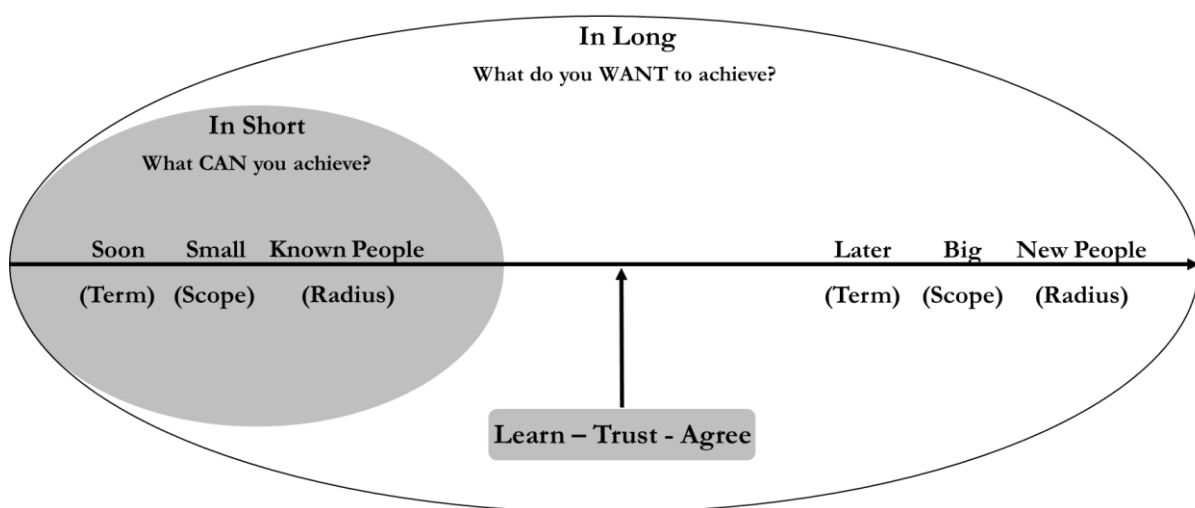 In Long
What do you WANT to achieve?
In Short
What CAN you achieve?
Soon Small Known People Later Big New People
(Term) (Scope) (Radius) (Term) (Scope) (Radius)
Learn – Trust - Agree